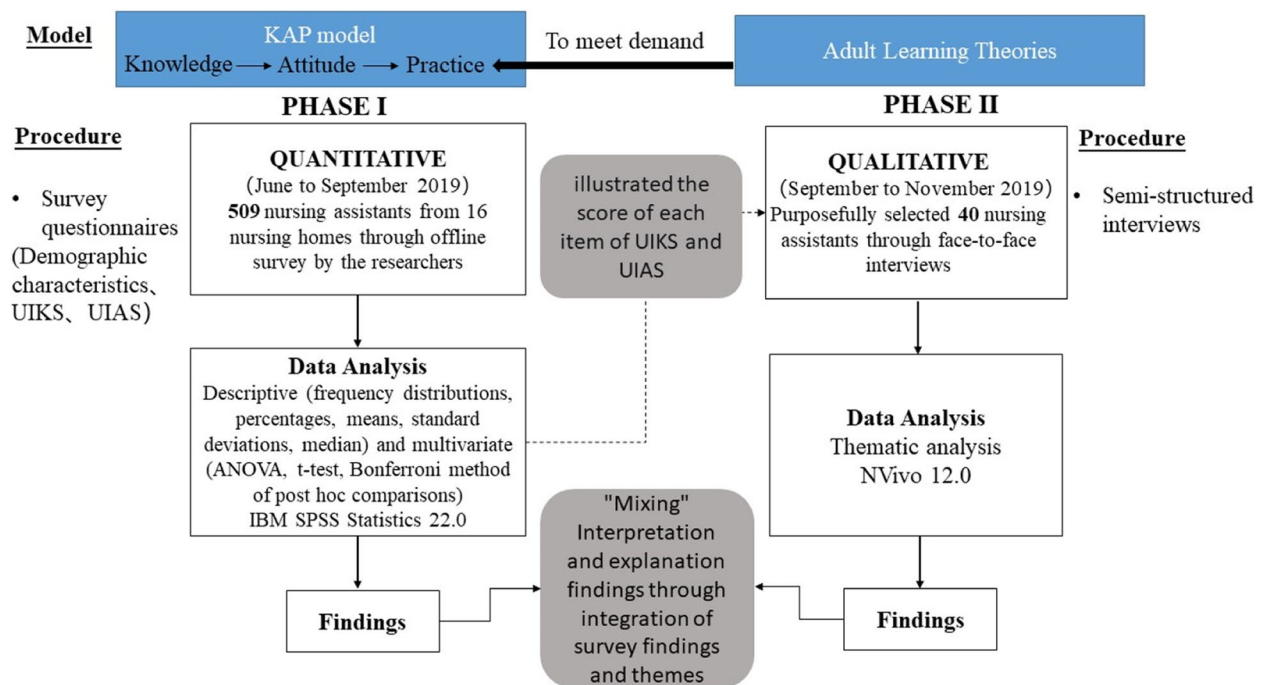 Model
KAP model
Knowledge → Attitude → Practice
To meet demand
Adult Learning Theories
PHASE I
PHASE II
Procedure
• Survey
questionnaires
(Demographic
characteristics、
UIKS、UIAS)
QUANTITATIVE
(June to September 2019)
509 nursing assistants from 16
nursing homes through offline
survey by the researchers
illustrated the
score of each
item of UIKS and
UIAS
QUALITATIVE
(September to November 2019)
Purposefully selected 40 nursing
assistants through face-to-face
interviews
Procedure
• Semi-structured
interviews
Data Analysis
Descriptive (frequency distributions,
percentages, means, standard
deviations, median) and multivariate
(ANOVA, t-test, Bonferroni method
of post hoc comparisons)
IBM SPSS Statistics 22.0
Data Analysis
Thematic analysis
NVivo 12.0
"Mixing"
Interpretation
and explanation
findings through
integration of
survey findings
and themes
Findings
Findings